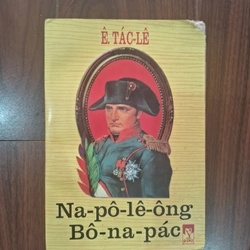 Ê. TÁC-LÊ
Na-pô-lê-ông
Bô-na-pác